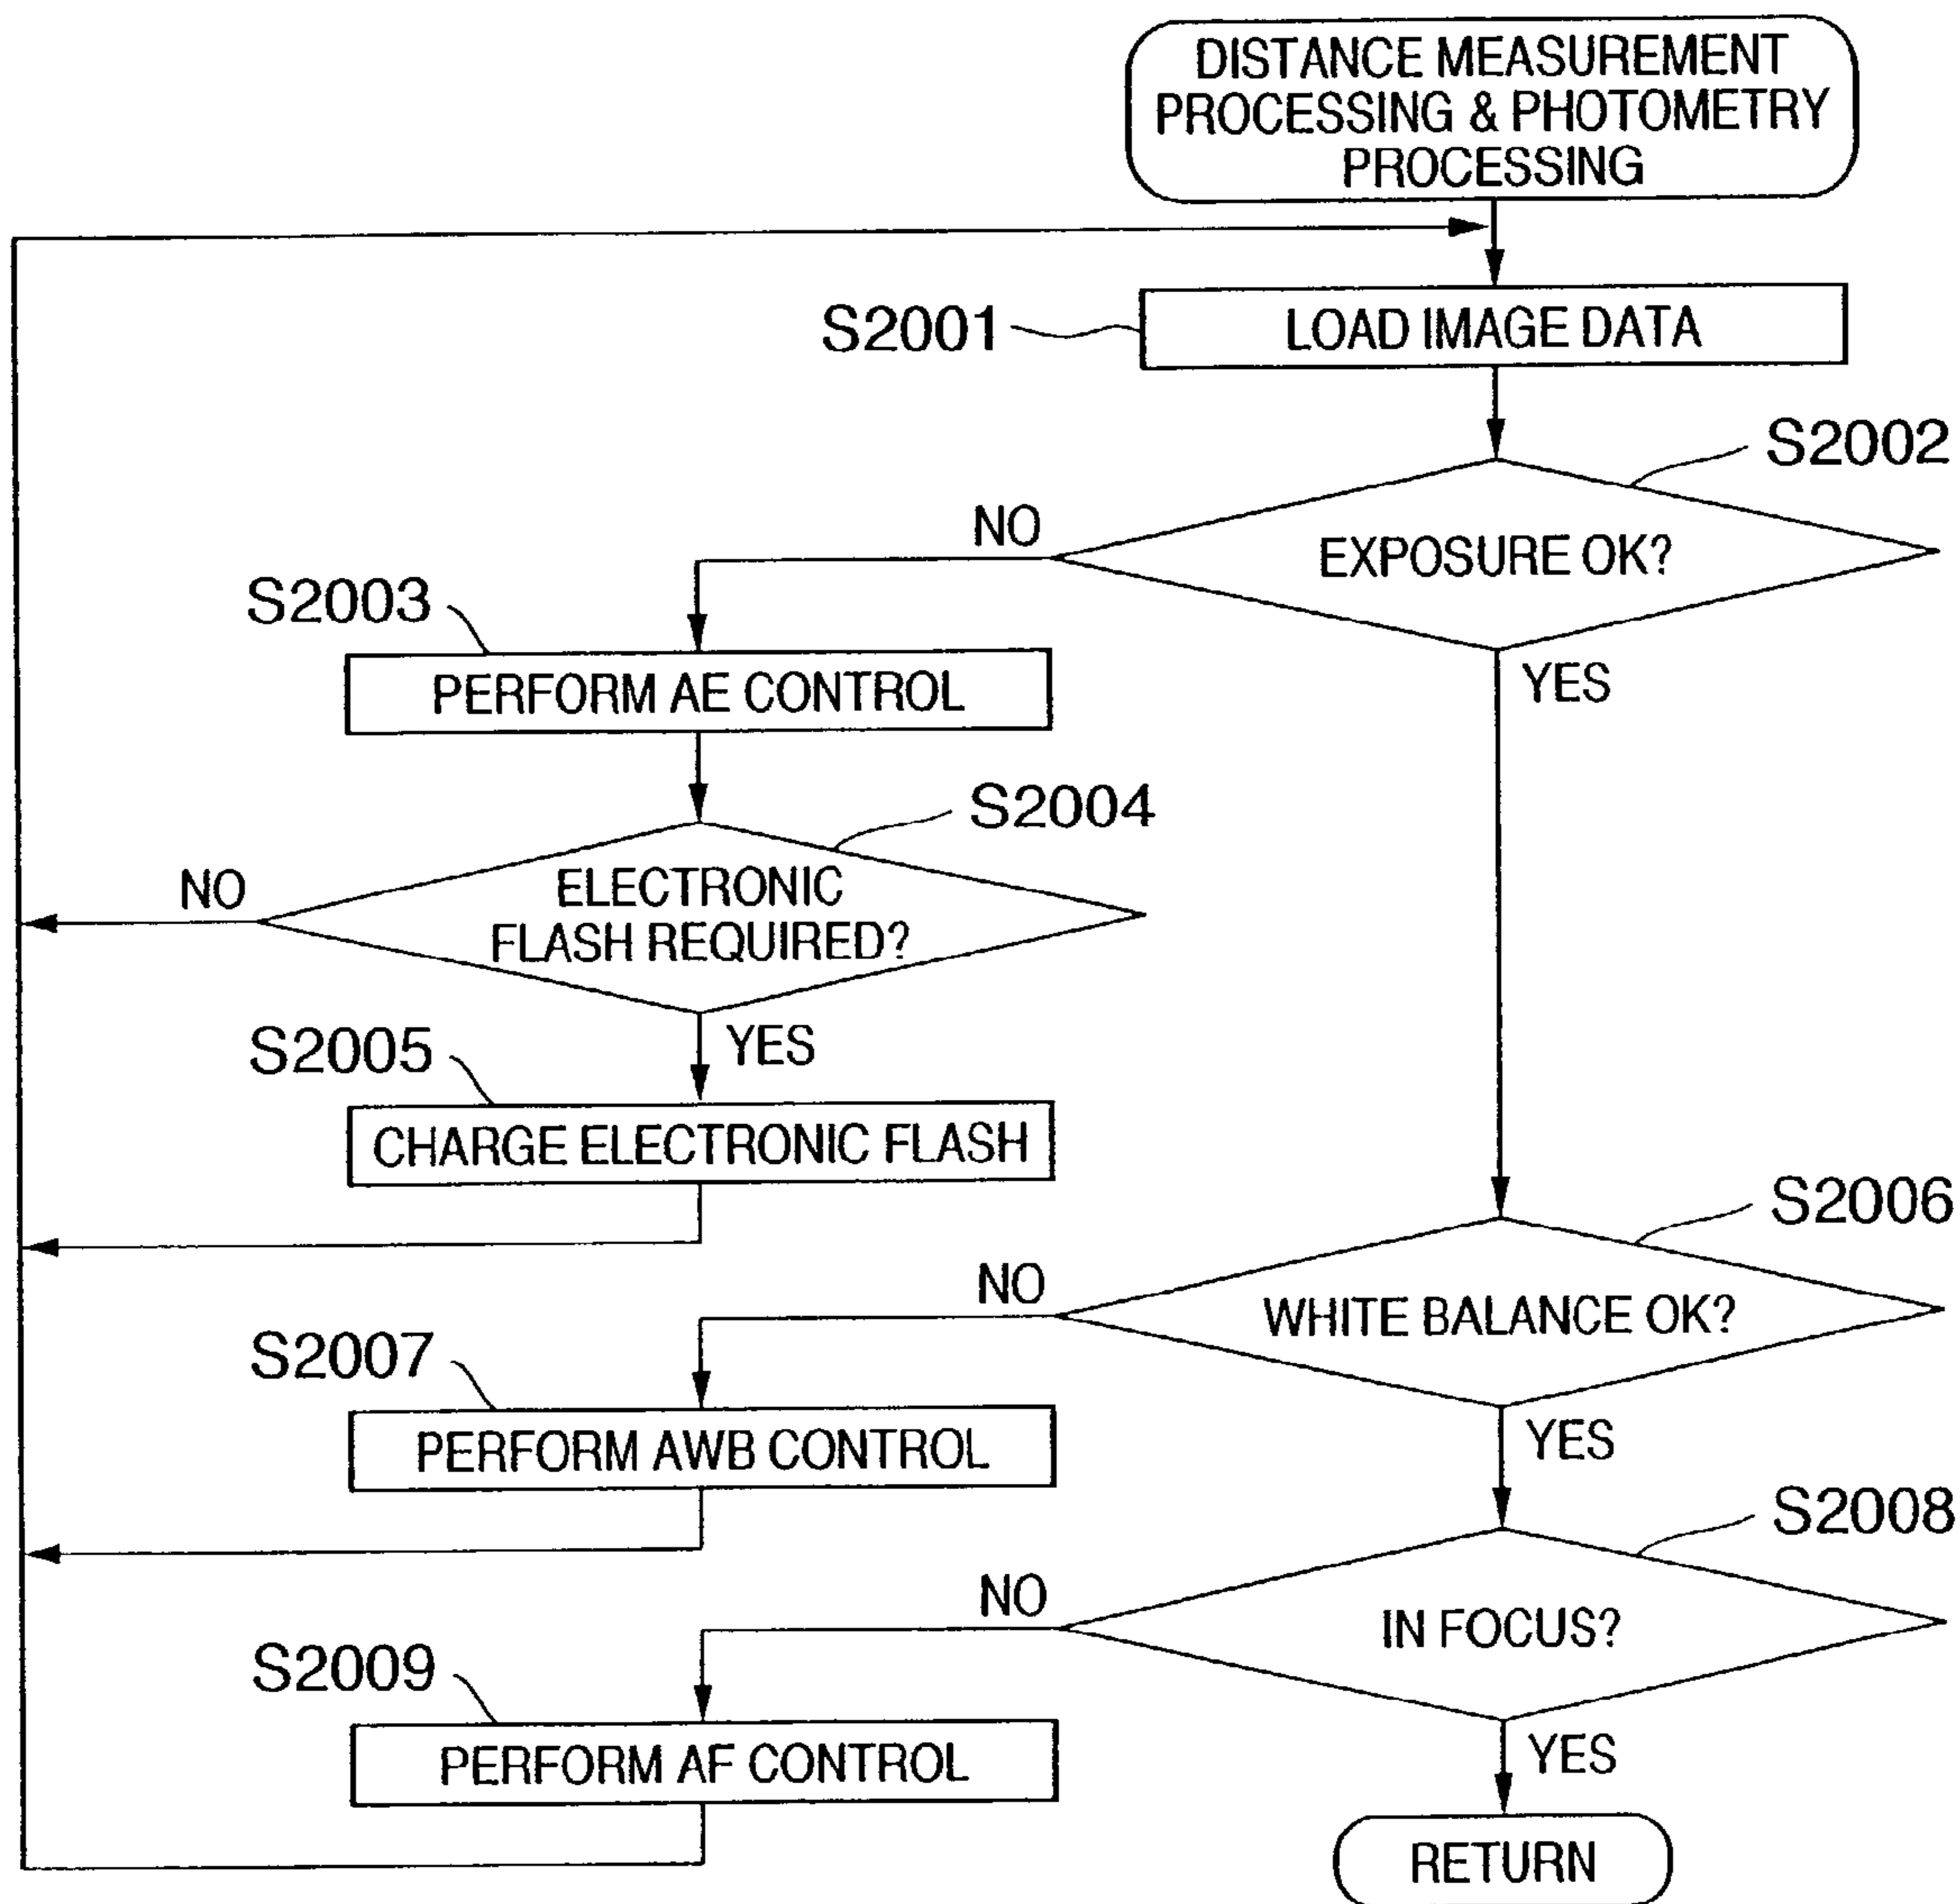 DISTANCE MEASUREMENT
PROCESSING & PHOTOMETRY
PROCESSING
S2001
LOAD IMAGE DATA
S2002
NO
EXPOSURE OK?
S2003
YES
PERFORM AE CONTROL
S2004
NO
ELECTRONIC
FLASH REQUIRED?
S2005
YES
CHARGE ELECTRONIC FLASH
S2006
NO
WHITE BALANCE OK?
S2007
YES
PERFORM AWB CONTROL
S2008
NO
IN FOCUS?
S2009
YES
PERFORM AF CONTROL
RETURN